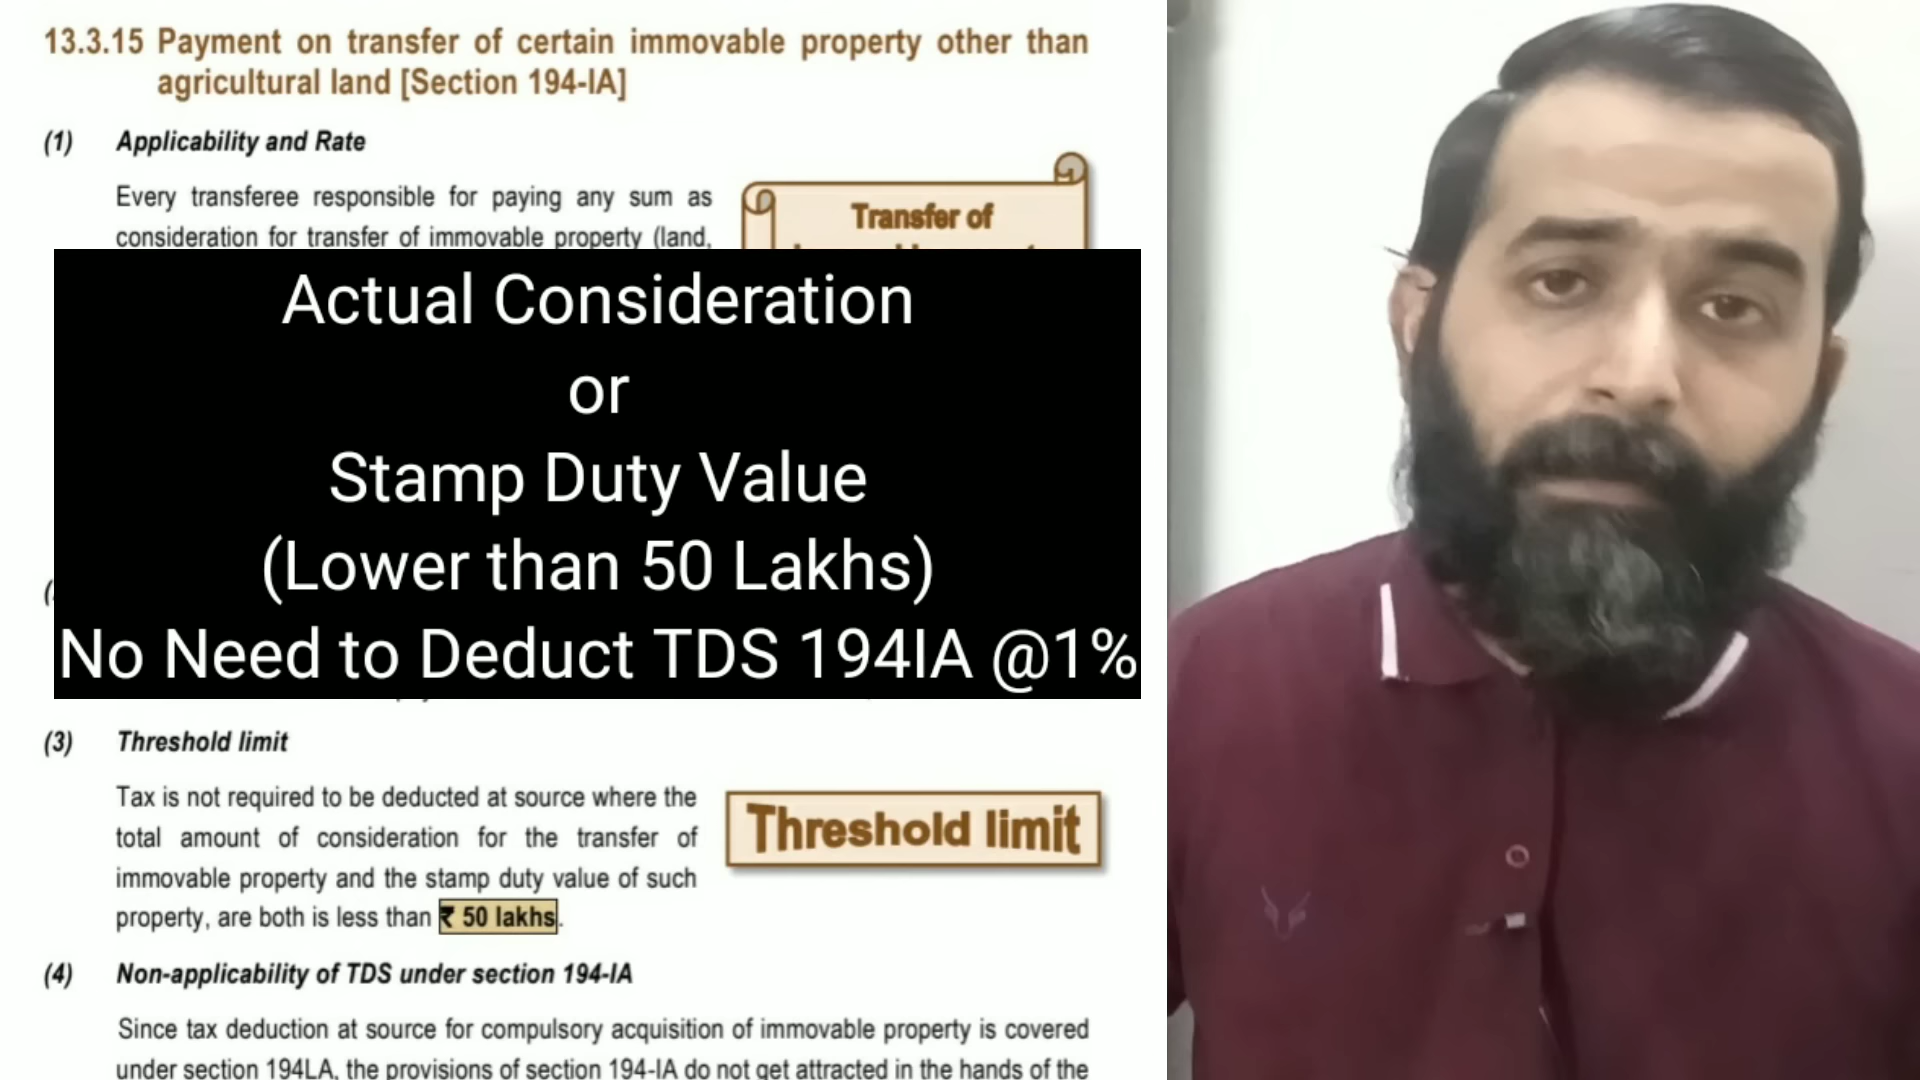 13.3.15 Payment on transfer of certain immovable property other than
agricultural land [Section 194-IA]
(1) Applicability and Rate
Every transferee responsible for paying any sum as
consideration for transfer of immovable property (land,
Transfer of
Actual Consideration
or
Stamp Duty Value
(Lower than 50 Lakhs)
No Need to Deduct TDS 194IA @1%
(3) Threshold limit
Tax is not required to be deducted at source where the
total amount of consideration for the transfer of
immovable property and the stamp duty value of such
property, are both is less than ₹ 50 lakhs.
Threshold limit
(4) Non-applicability of TDS under section 194-IA
Since tax deduction at source for compulsory acquisition of immovable property is covered
under section 194LA, the provisions of section 194-IA do not get attracted in the hands of the